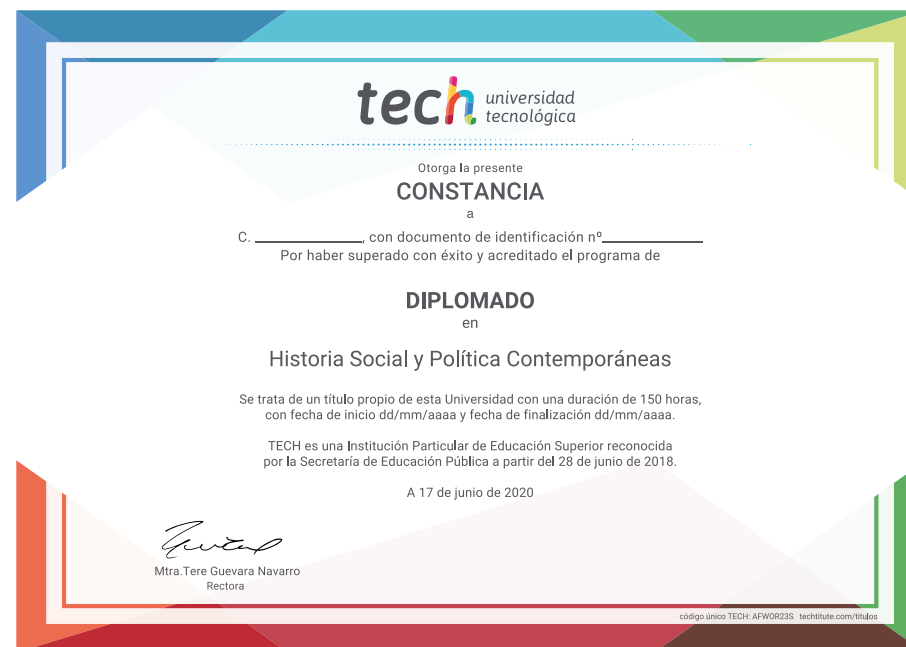 tech universidad
tecnológica
Otorga la presente
CONSTANCIA
a
C. ______________, con documento de identificación nº_____________
Por haber superado con éxito y acreditado el programa de
DIPLOMADO
en
Historia Social y Política Contemporáneas
Se trata de un título propio de esta Universidad con una duración de 150 horas,
con fecha de inicio dd/mm/aaaa y fecha de finalización dd/mm/aaaa.
TECH es una Institución Particular de Educación Superior reconocida
por la Secretaría de Educación Pública a partir del 28 de junio de 2018.
A 17 de junio de 2020
Mtra.Tere Guevara Navarro
Rectora
código único TECH: AFWOR23S techtitute.com/titulos